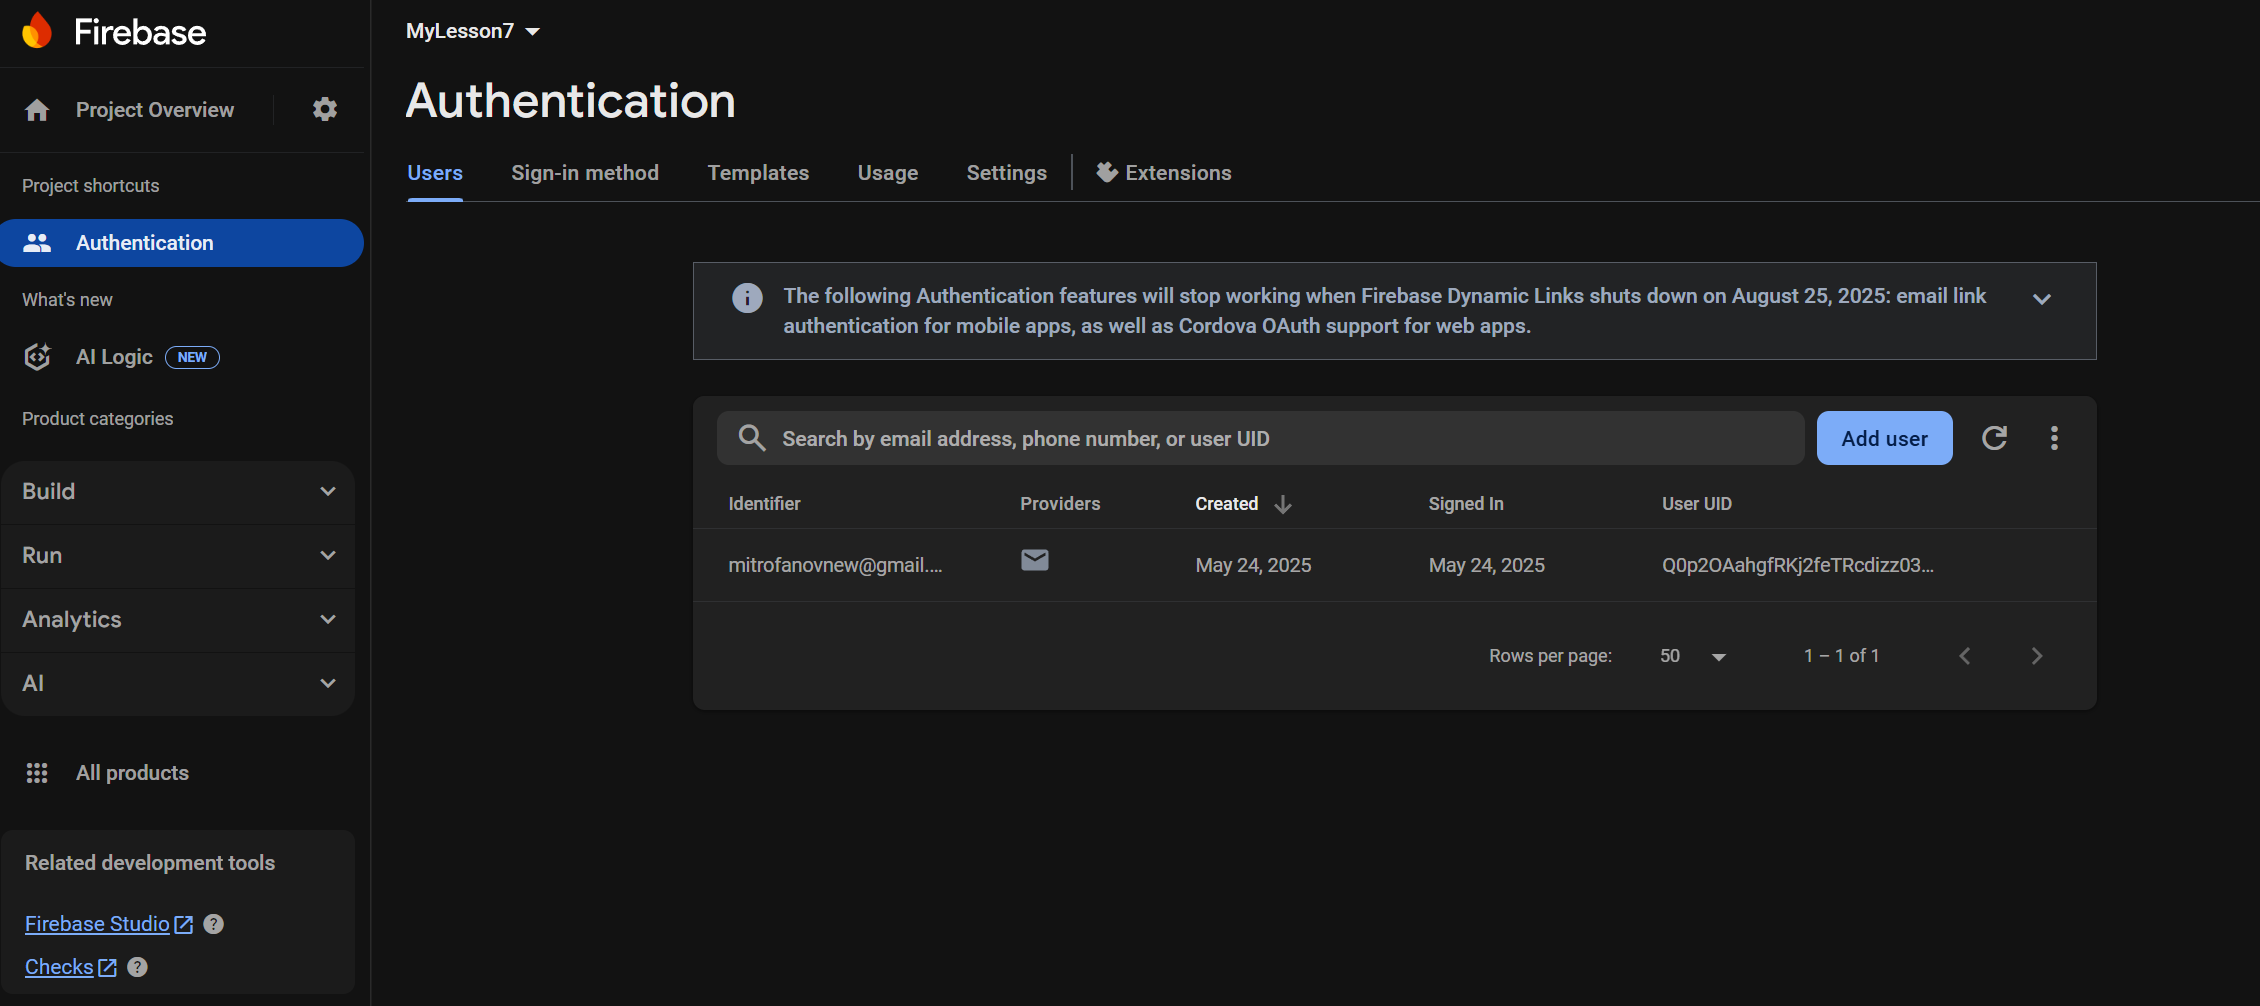 Firebase
Project Overview
Project shortcuts
Authentication
What's new
AI Logic NEW
Product categories
Build
Run
Analytics
AI
All products
Related development tools
Firebase Studio ?
Checks ?
MyLesson7
Authentication
Users Sign-in method Templates Usage Settings Extensions
The following Authentication features will stop working when Firebase Dynamic Links shuts down on August 25, 2025: email link
authentication for mobile apps, as well as Cordova OAuth support for web apps.
Search by email address, phone number, or user UID Add user
Identifier Providers Created Signed In User UID
mitrofanovnew@gmail.... May 24, 2025 May 24, 2025 Q0p2OAahgfRKj2feTRcdizz03...
Rows per page: 50 1 – 1 of 1